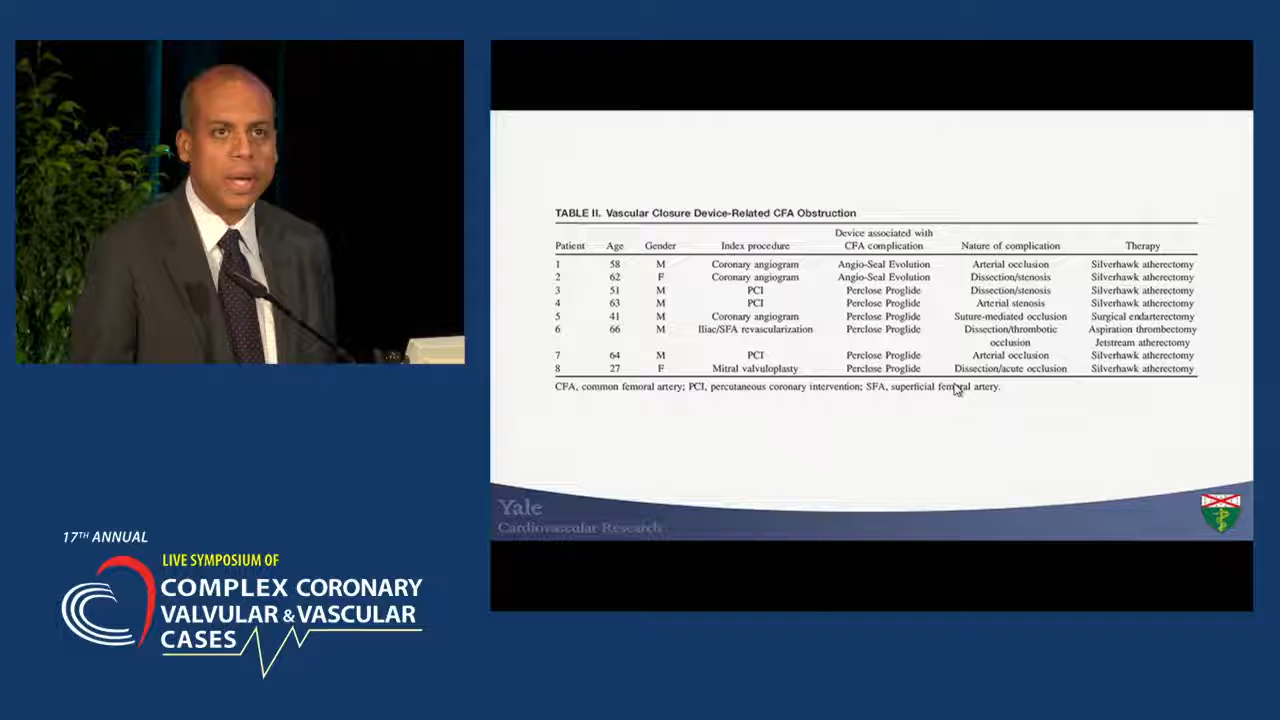 TABLE II. Vascular Closure Device-Related CFA Obstruction
Device associated with
Patient Age Gender Index procedure CFA complication Nature of complication Therapy
1 58 M Coronary angiogram Angio-Seal Evolution Arterial occlusion Silverhawk atherectomy
2 62 F Coronary angiogram Angio-Seal Evolution Dissection/stenosis Silverhawk atherectomy
3 51 M PCI Perclose Proglide Dissection/stenosis Silverhawk atherectomy
4 63 M PCI Perclose Proglide Arterial stenosis Silverhawk atherectomy
5 41 M Coronary angiogram Perclose Proglide Suture-mediated occlusion Surgical endarterectomy
6 66 M Iliac/SFA revascularization Perclose Proglide Dissection/thrombotic Aspiration thrombectomy
occlusion Jetstream atherectomy
7 64 M PCI Perclose Proglide Arterial occlusion Silverhawk atherectomy
8 27 F Mitral valvuloplasty Perclose Proglide Dissection/acute occlusion Silverhawk atherectomy
CFA, common femoral artery; PCI, percutaneous coronary intervention; SFA, superficial femoral artery.
Yale
Cardiovascular Research
17TH ANNUAL
LIVE SYMPOSIUM OF
COMPLEX CORONARY
VALVULAR & VASCULAR
CASES